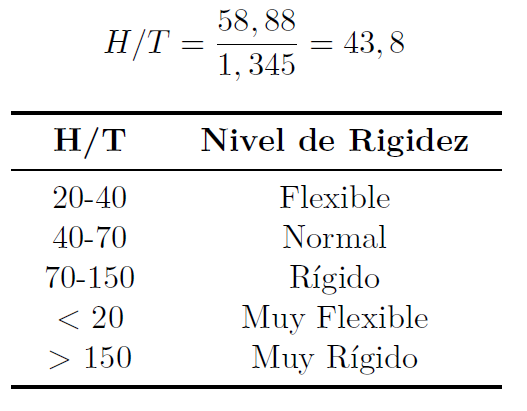 H/T = 58,88 / 1,345 = 43,8
H/T Nivel de Rigidez
20-40 Flexible
40-70 Normal
70-150 Rígido
< 20 Muy Flexible
> 150 Muy Rígido